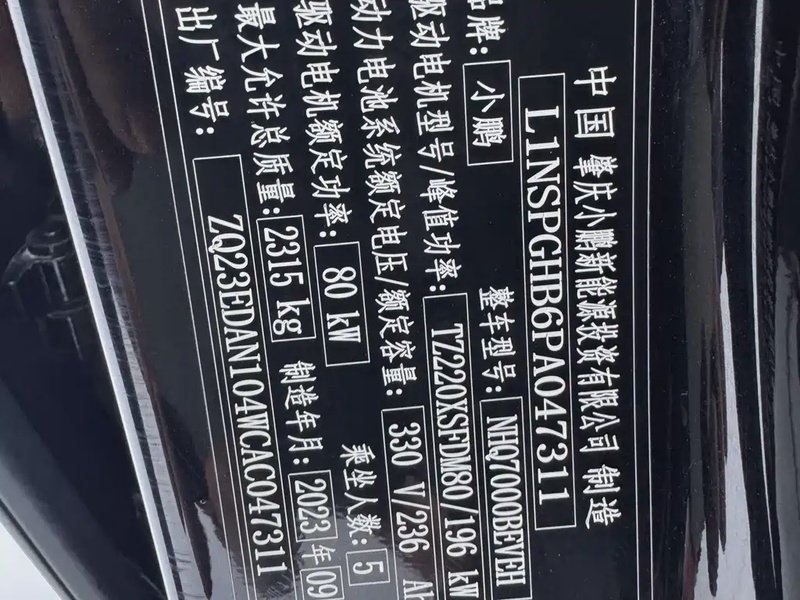 中国 肇庆小鹏新能源投资有限公司 制造
L1NSPGHB6PA047311
品牌: 小鹏 整车型号: NHQ7000BEVEH
驱动电机型号/峰值功率: TZ220XSFDM80/196 kW
动力电池系统额定电压/额定容量: 330 V/236 Ah
驱动电机额定功率: 80 kW 乘坐人数: 5
最大允许总质量: 2315 kg 制造年月: 2023 年 09
出厂编号: ZQ23EDAN104WCAC047311